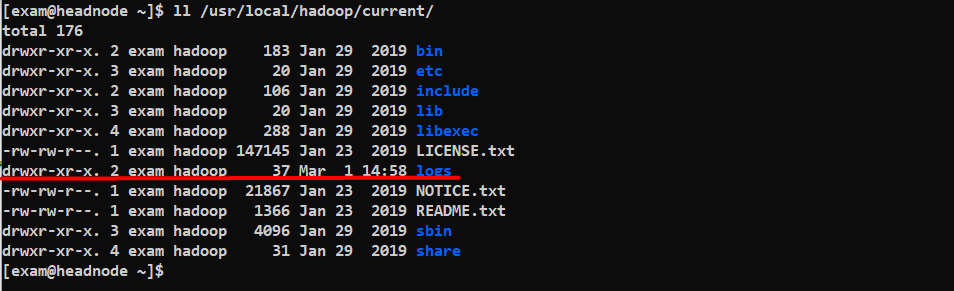 [exam@headnode ~]$ ll /usr/local/hadoop/current/
total 176
drwxr-xr-x. 2 exam hadoop    183 Jan 29  2019 bin
drwxr-xr-x. 3 exam hadoop     20 Jan 29  2019 etc
drwxr-xr-x. 2 exam hadoop    106 Jan 29  2019 include
drwxr-xr-x. 3 exam hadoop     20 Jan 29  2019 lib
drwxr-xr-x. 4 exam hadoop    288 Jan 29  2019 libexec
-rw-rw-r--. 1 exam hadoop 147145 Jan 23  2019 LICENSE.txt
drwxr-xr-x. 2 exam hadoop     37 Mar  1 14:58 logs
-rw-rw-r--. 1 exam hadoop  21867 Jan 23  2019 NOTICE.txt
-rw-rw-r--. 1 exam hadoop   1366 Jan 23  2019 README.txt
drwxr-xr-x. 3 exam hadoop   4096 Jan 29  2019 sbin
drwxr-xr-x. 4 exam hadoop     31 Jan 29  2019 share
[exam@headnode ~]$